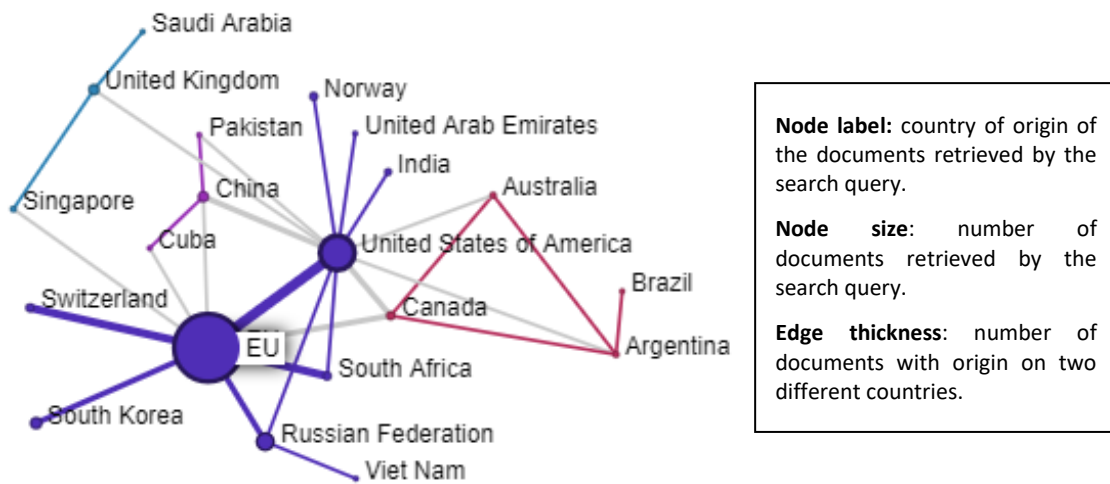 Saudi Arabia
United Kingdom
Norway
Pakistan
United Arab Emirates
India
China
Australia
Singapore
Cuba
United States of America
Brazil
Switzerland
Canada
EU
Argentina
South Africa
South Korea
Russian Federation
Viet Nam
Node label: country of origin of
the documents retrieved by the
search query.
Node size: number of
documents retrieved by the
search query.
Edge thickness: number of
documents with origin on two
different countries.